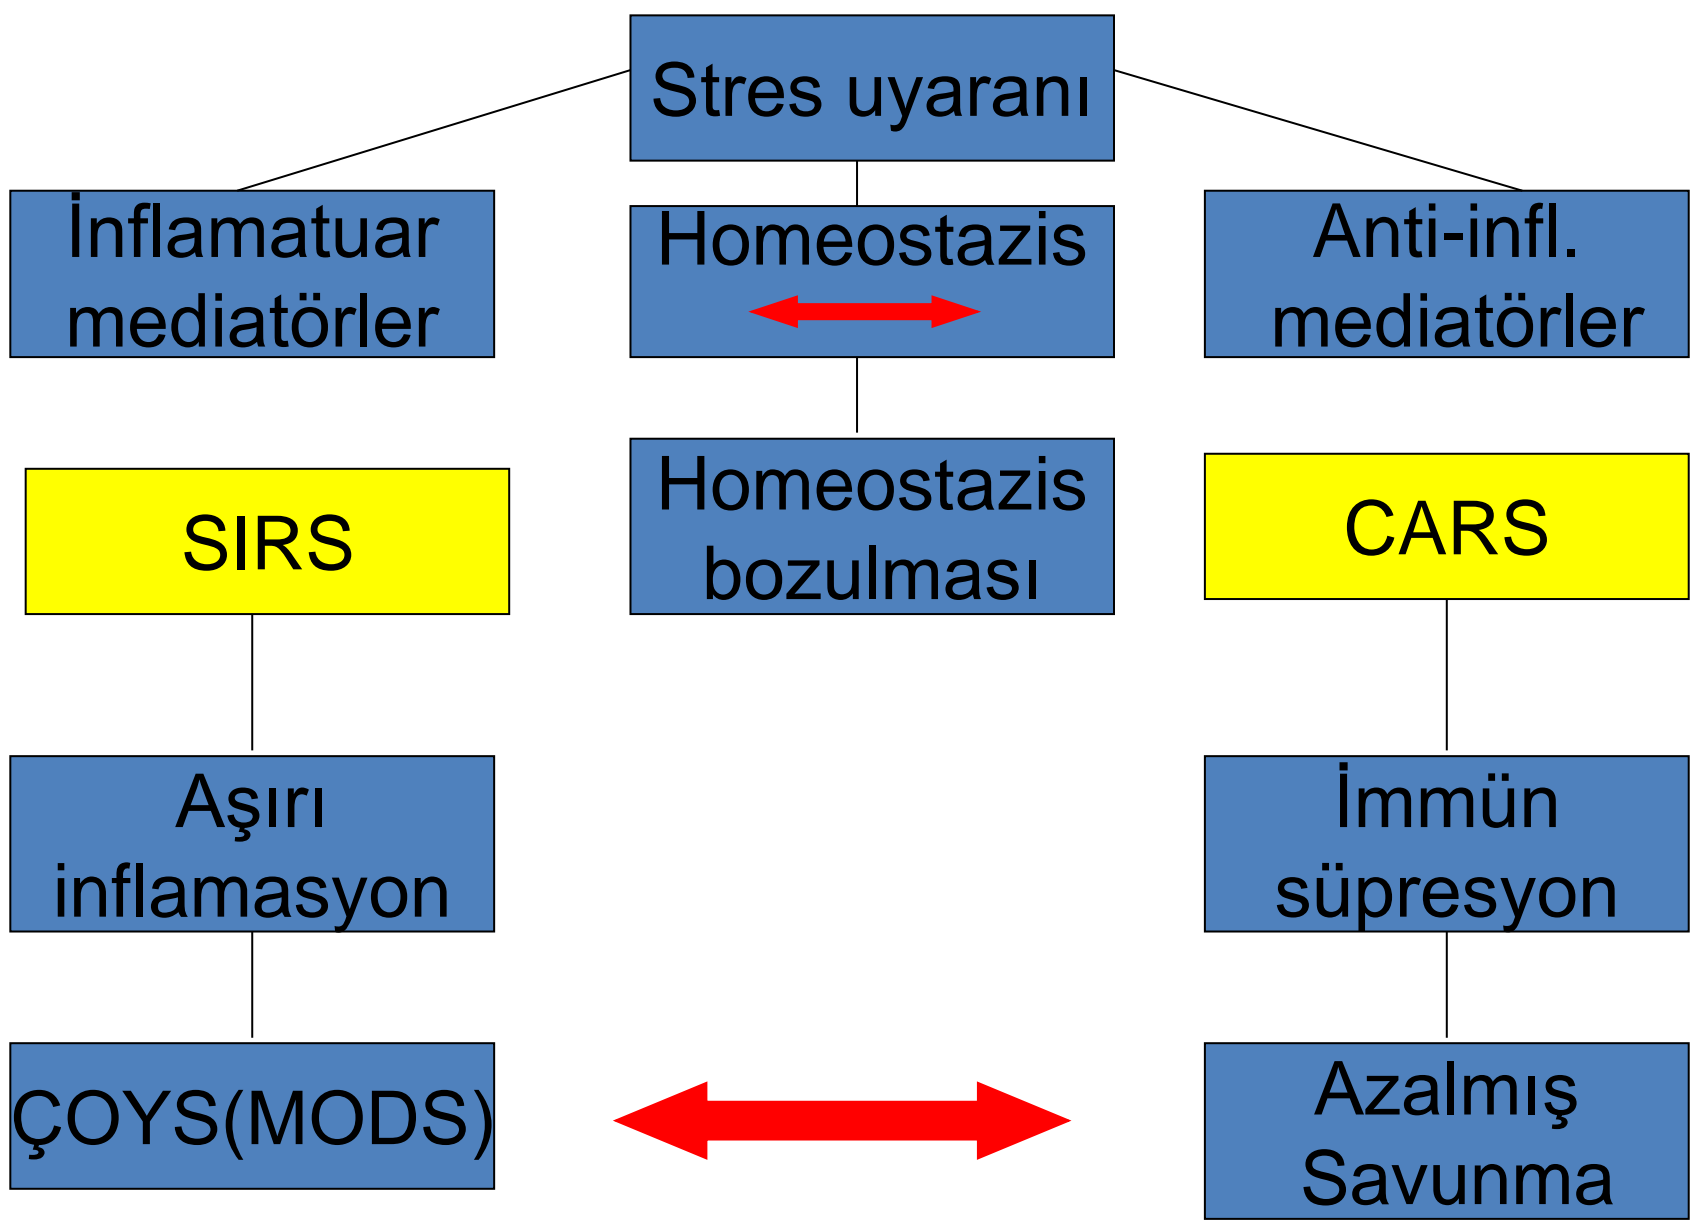 Stres uyaranı
İnflamatuar
mediatörler
Homeostazis
Anti-infl.
mediatörler
SIRS
Homeostazis
bozulması
CARS
Aşırı
inflamasyon
İmmün
süpresyon
ÇOYS(MODS)
Azalmış
Savunma